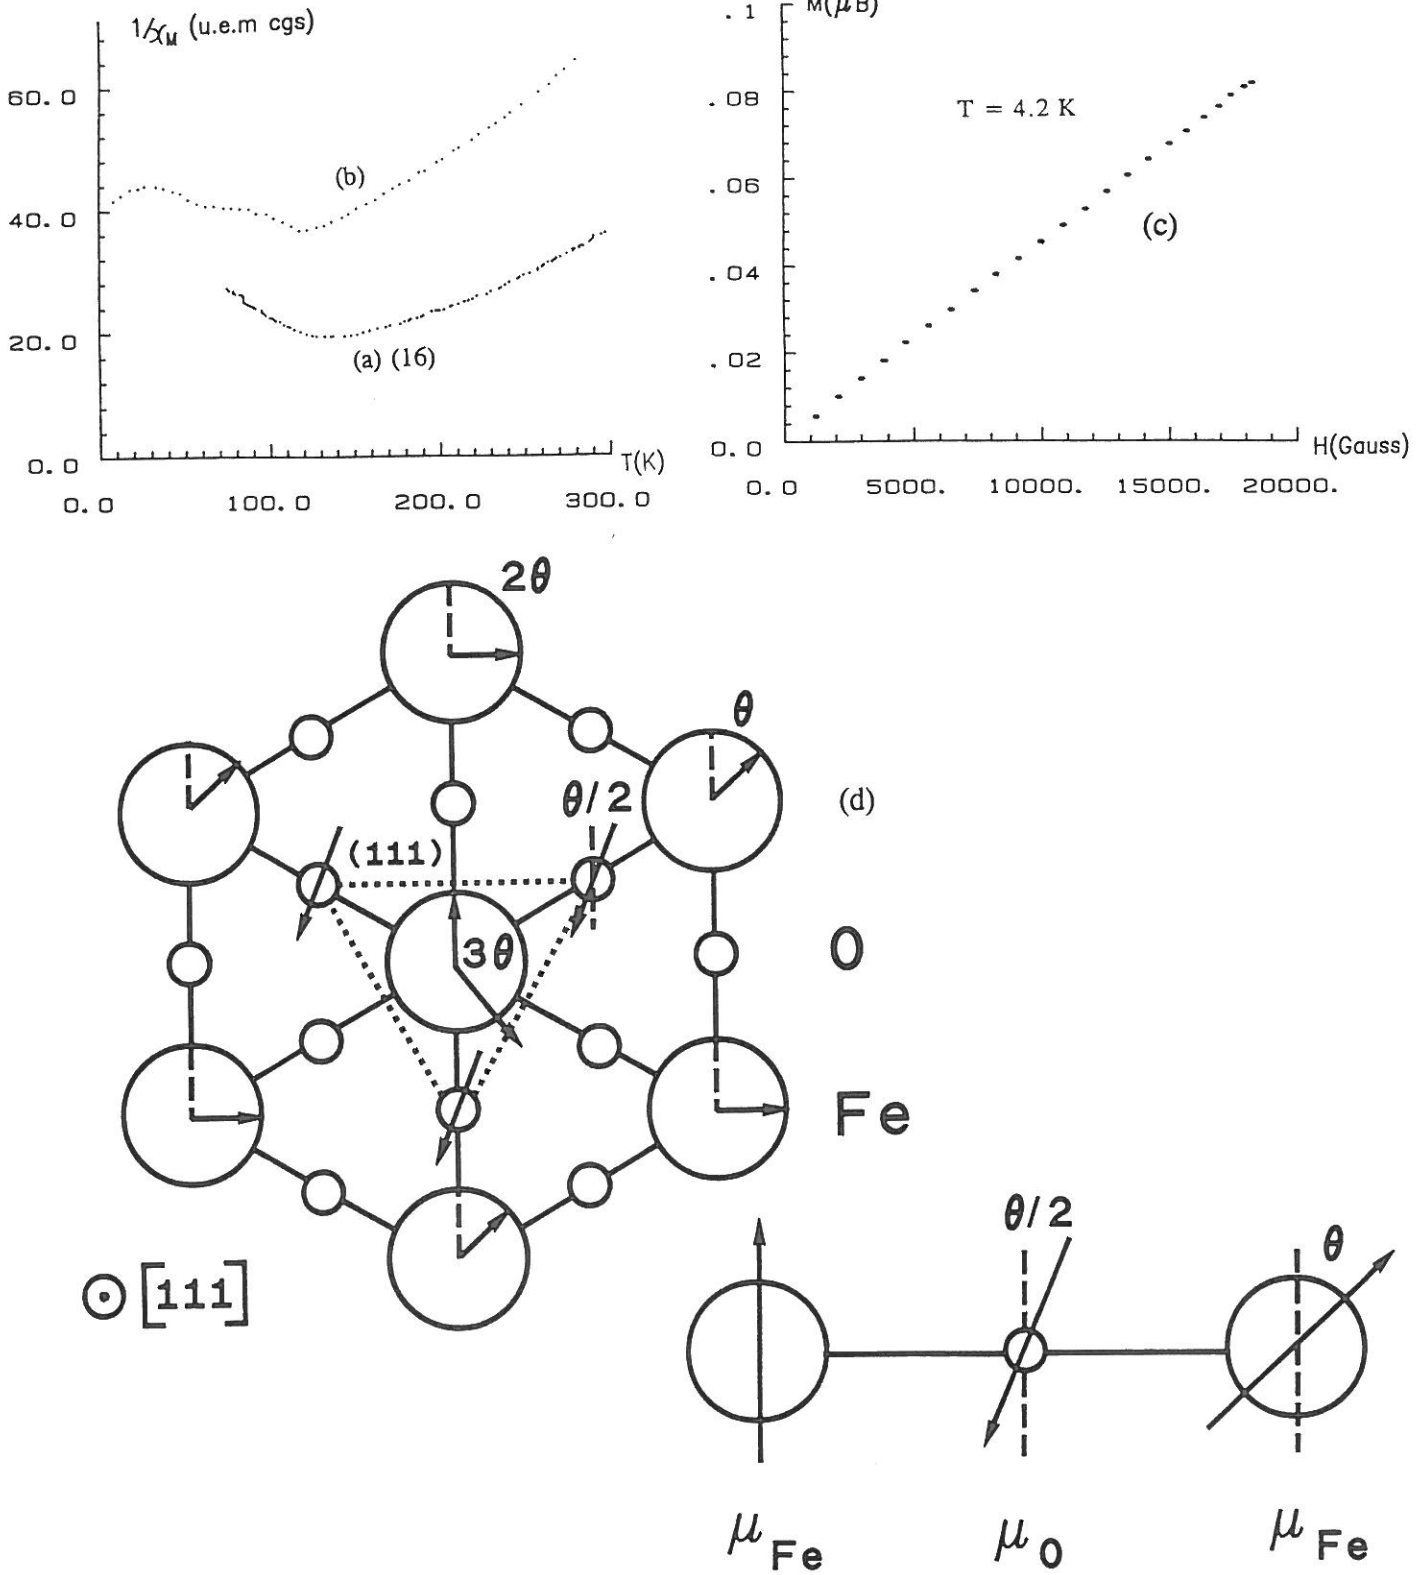 1/χM (u.e.m cgs)
60.0
40.0
20.0
0.0
0.0 100.0 200.0 300.0
T(K)
(b)
(a) (16)
M(μB)
.1
.08
.06
.04
.02
0.0
T = 4.2 K
(c)
H(Gauss)
0.0 5000. 10000. 15000. 20000.
2θ
θ
θ/2
(d)
(111)
3θ
O
Fe
[111]
θ/2
θ
μFe
μO
μFe